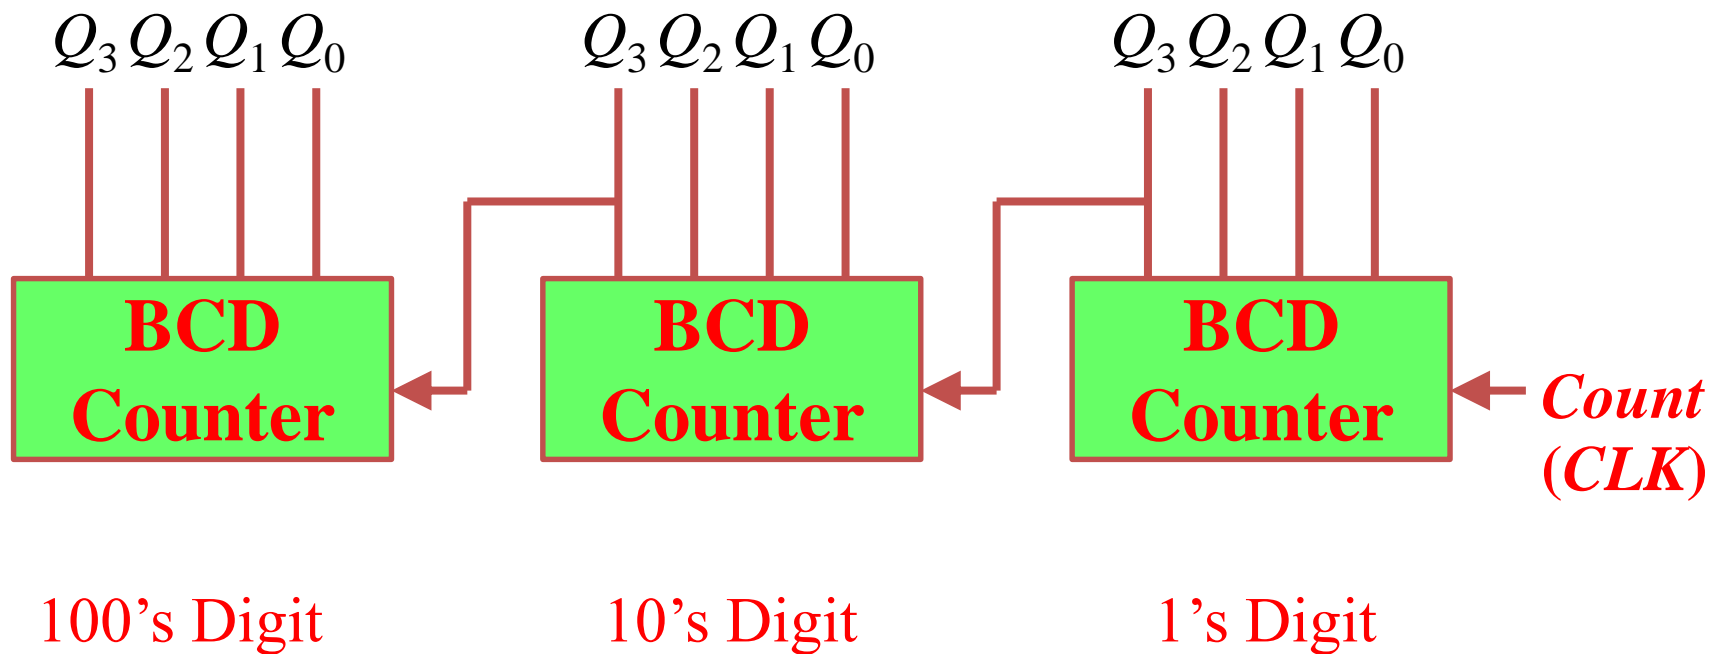 Q3 Q2 Q1 Q0 Q3 Q2 Q1 Q0 Q3 Q2 Q1 Q0
BCD
Counter
BCD
Counter
BCD
Counter
Count
(CLK)
100’s Digit 10’s Digit 1’s Digit